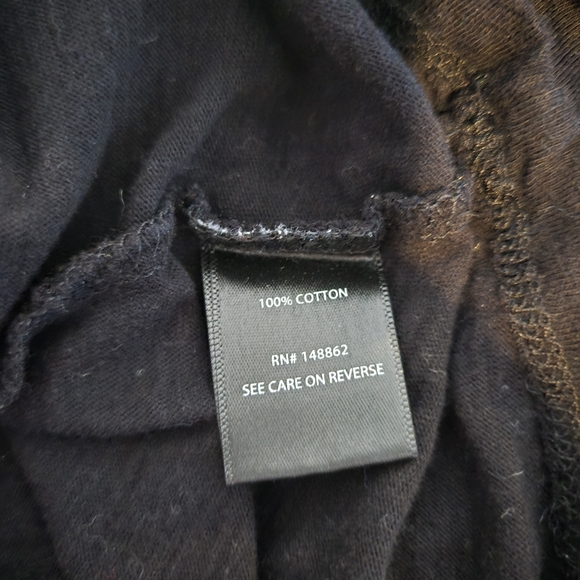 100% COTTON
RN# 148862
SEE CARE ON REVERSE